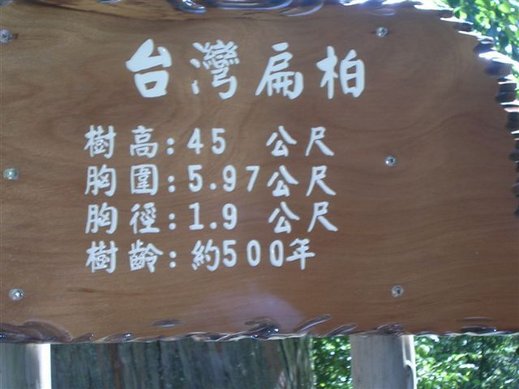 台灣扁柏
樹高:45 公尺
胸圍:5.97公尺
胸徑:1.9 公尺
樹齡:約500年